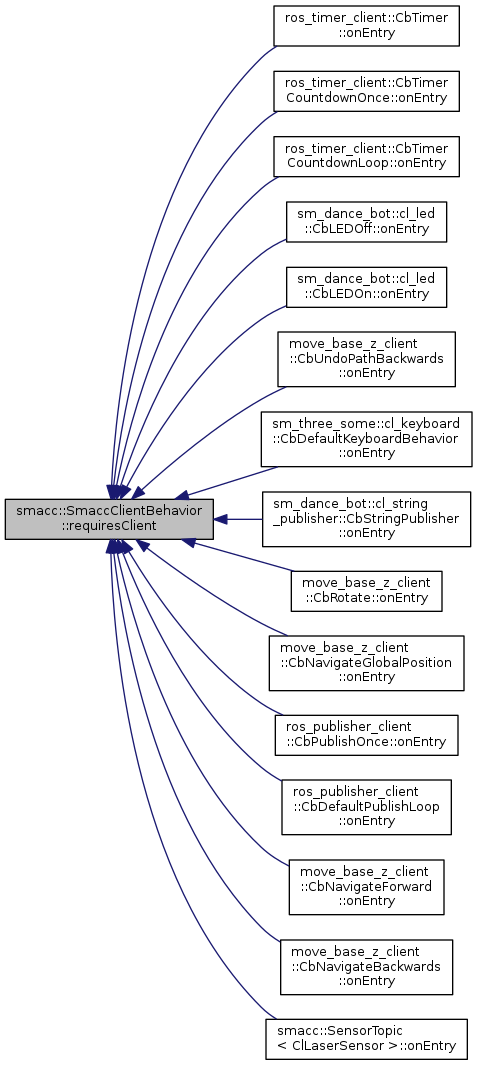 ros_timer_client::CbTimer
::onEntry
ros_timer_client::CbTimer
CountdownOnce::onEntry
ros_timer_client::CbTimer
CountdownLoop::onEntry
sm_dance_bot::cl_led
::CbLEDOff::onEntry
sm_dance_bot::cl_led
::CbLEDOn::onEntry
move_base_z_client
::CbUndoPathBackwards
::onEntry
sm_three_some::cl_keyboard
::CbDefaultKeyboardBehavior
::onEntry
smacc::SmaccClientBehavior
::requiresClient
sm_dance_bot::cl_string
_publisher::CbStringPublisher
::onEntry
move_base_z_client
::CbRotate::onEntry
move_base_z_client
::CbNavigateGlobalPosition
::onEntry
ros_publisher_client
::CbPublishOnce::onEntry
ros_publisher_client
::CbDefaultPublishLoop
::onEntry
move_base_z_client
::CbNavigateForward
::onEntry
move_base_z_client
::CbNavigateBackwards
::onEntry
smacc::SensorTopic
< ClLaserSensor >::onEntry